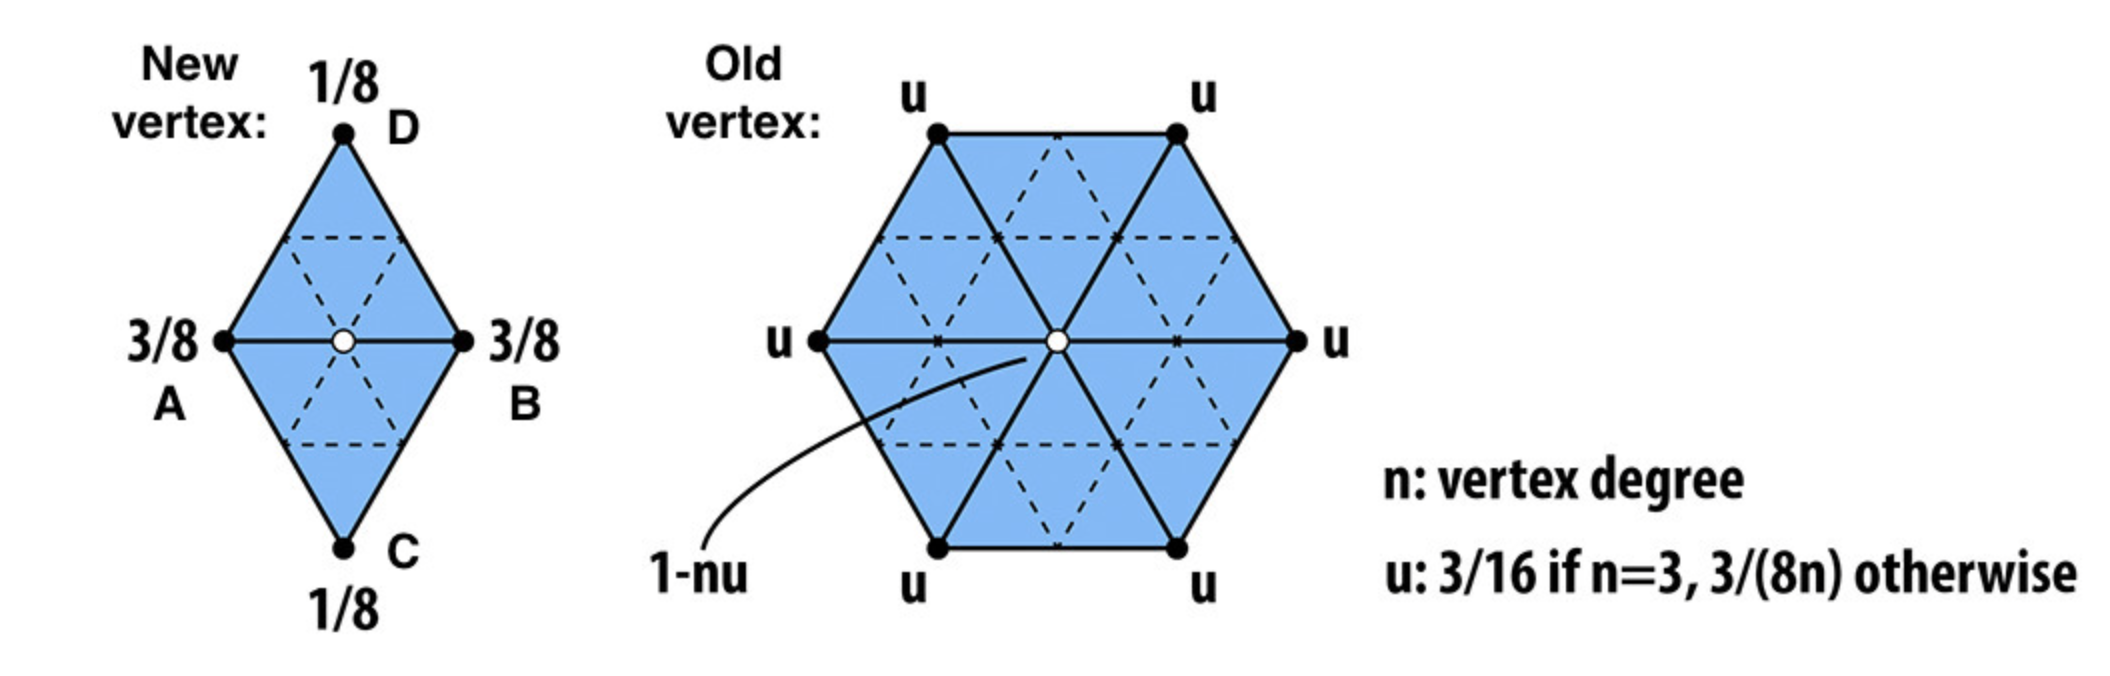 New
vertex:
1/8
D
3/8
A
3/8
B
C
1/8
Old
vertex:
u
u
u
u
u
u
1-nu
n: vertex degree
u: 3/16 if n=3, 3/(8n) otherwise